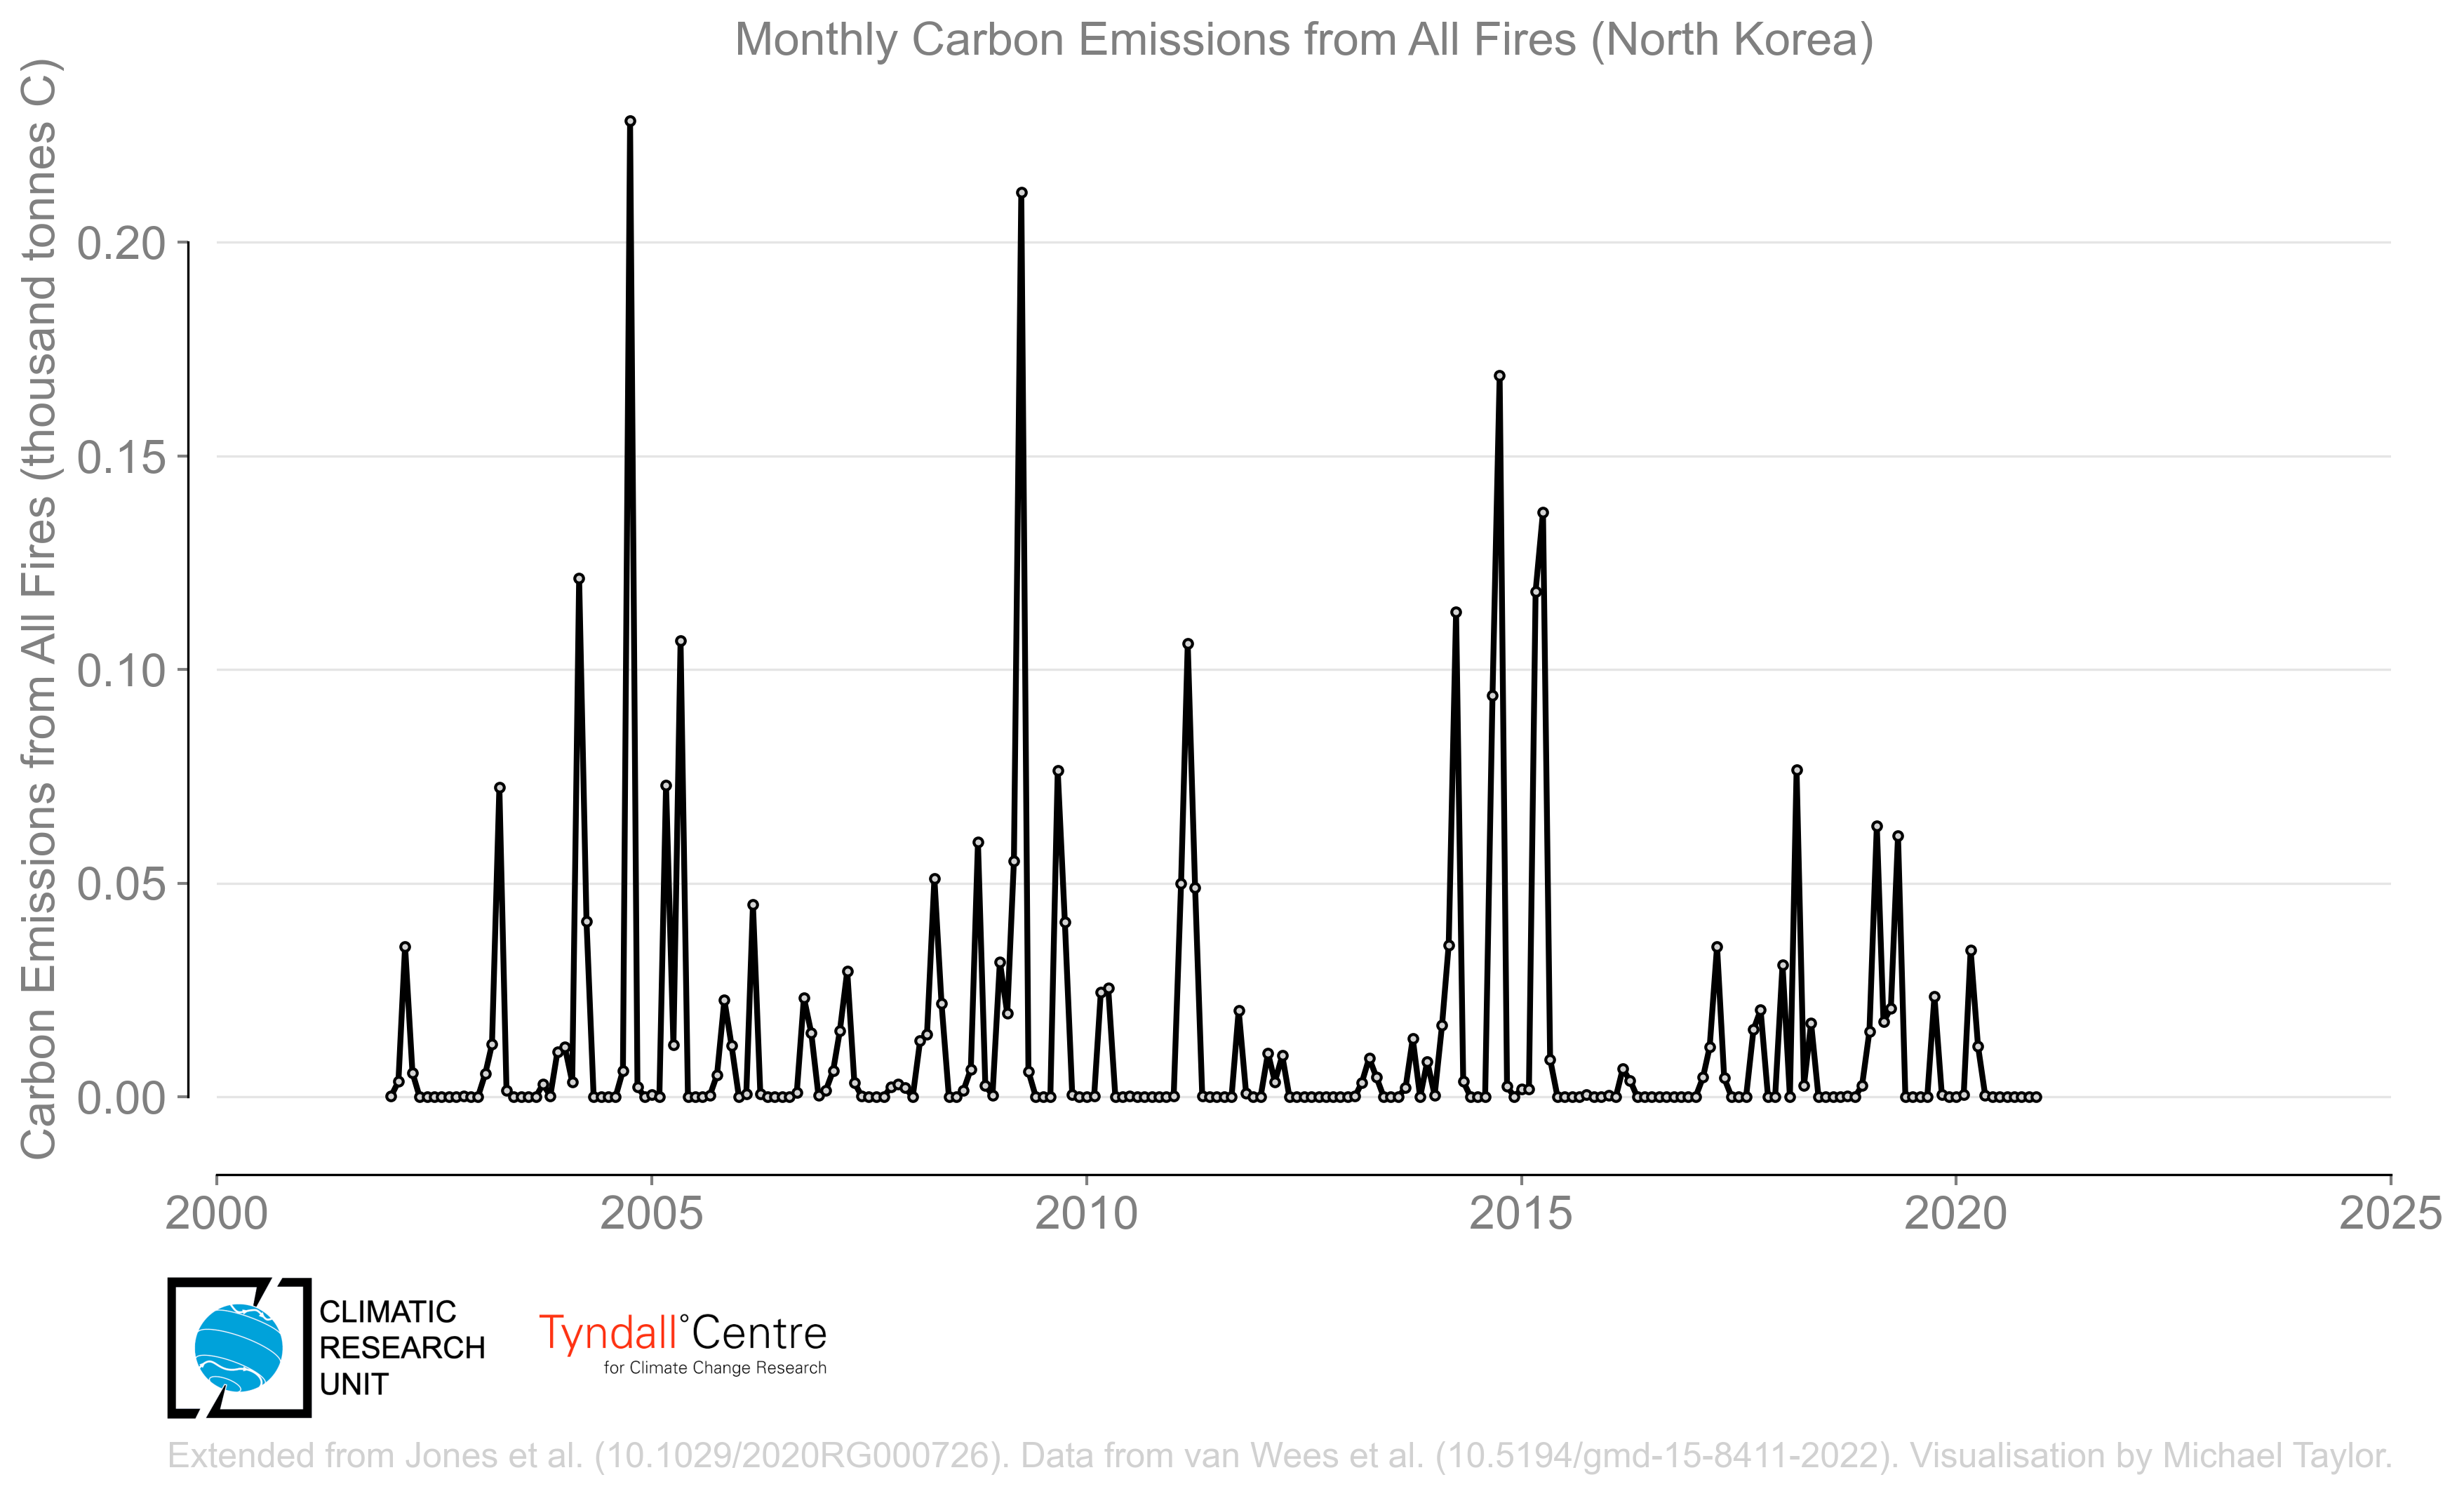 Monthly Carbon Emissions from All Fires (North Korea)
Carbon Emissions from All Fires (thousand tonnes C)
0.20
0.15
0.10
0.05
0.00
2000
2005
2010
2015
2020
2025
CLIMATIC
RESEARCH
UNIT
Tyndall°Centre
for Climate Change Research
Extended from Jones et al. (10.1029/2020RG000726). Data from van Wees et al. (10.5194/gmd-15-8411-2022). Visualisation by Michael Taylor.